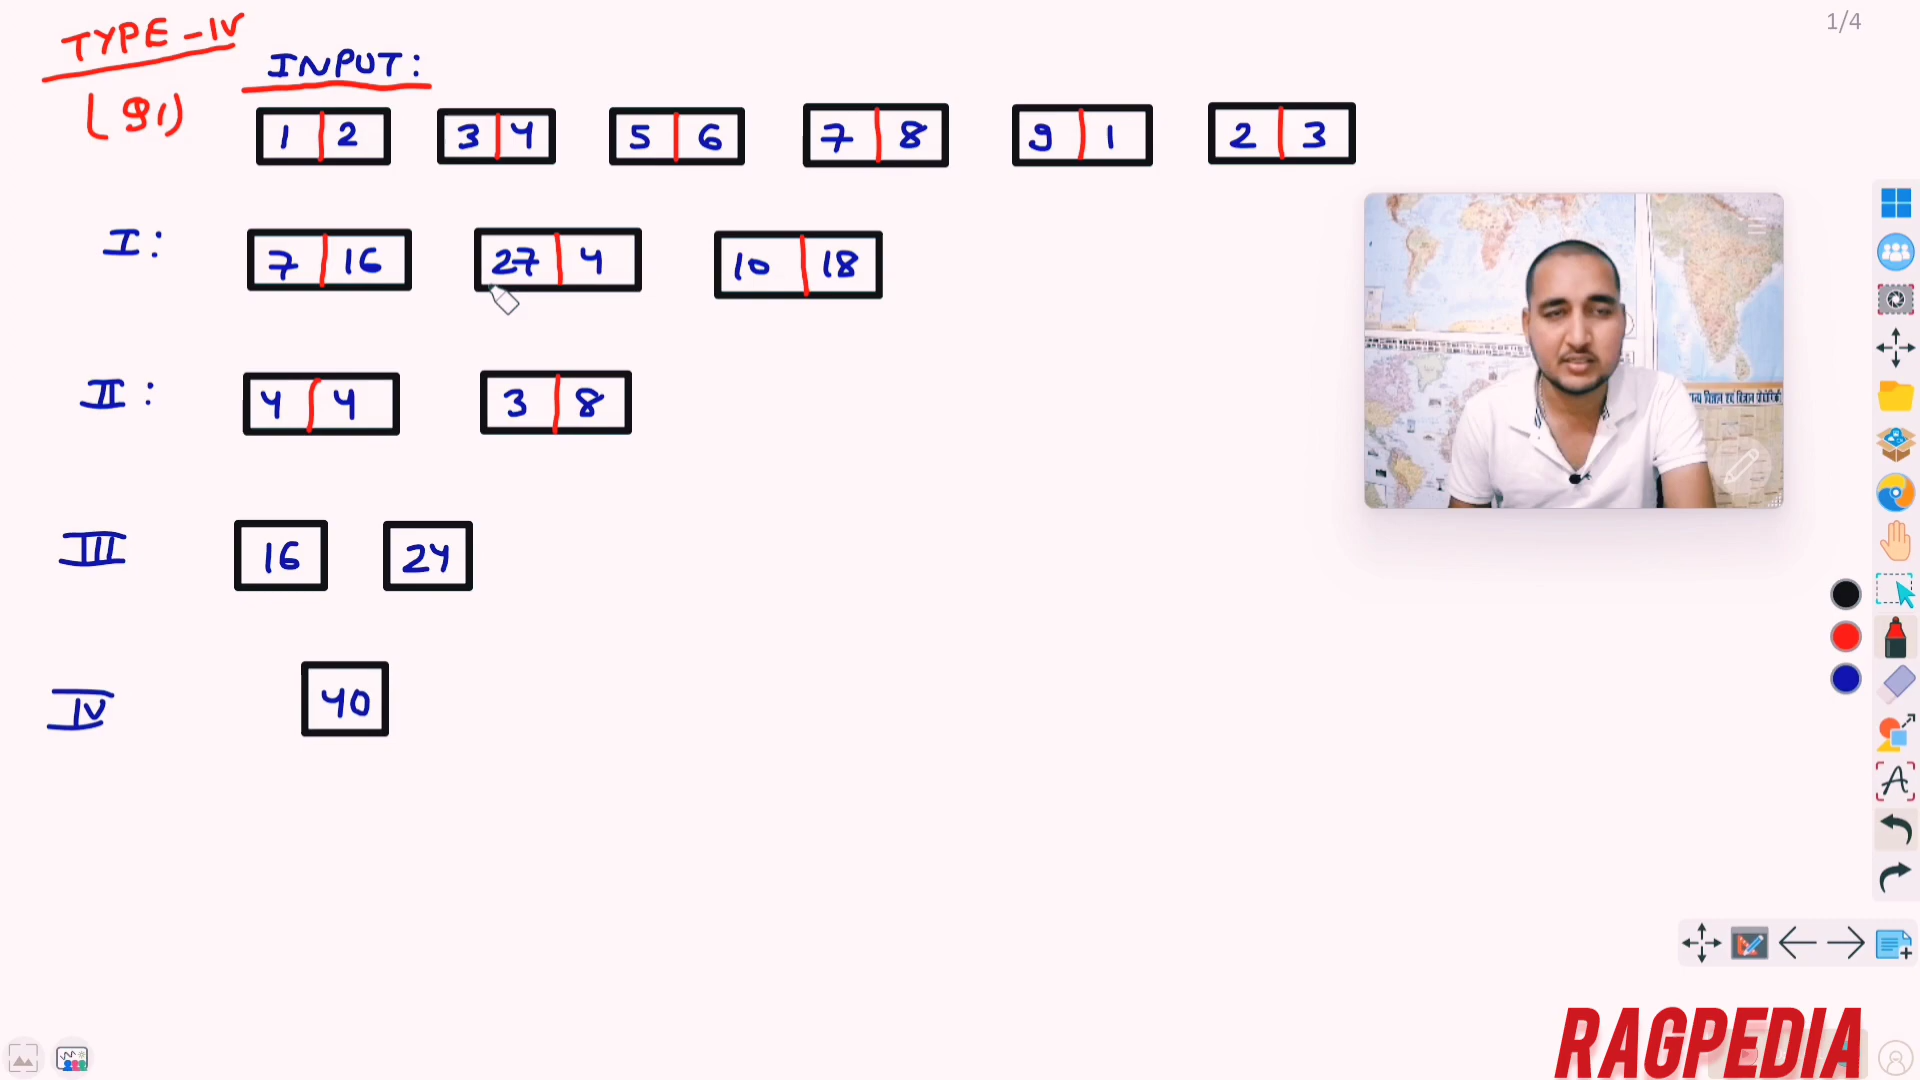 1/4
TYPE-IV
INPUT:
(91)
1 | 2   3 | 4   5 | 6   7 | 8   9 | 1   2 | 3
I: 7 | 16   27 | 4   10 | 18
II: 4 | 4   3 | 8
III 16   24
IV 40
RAGPEDIA